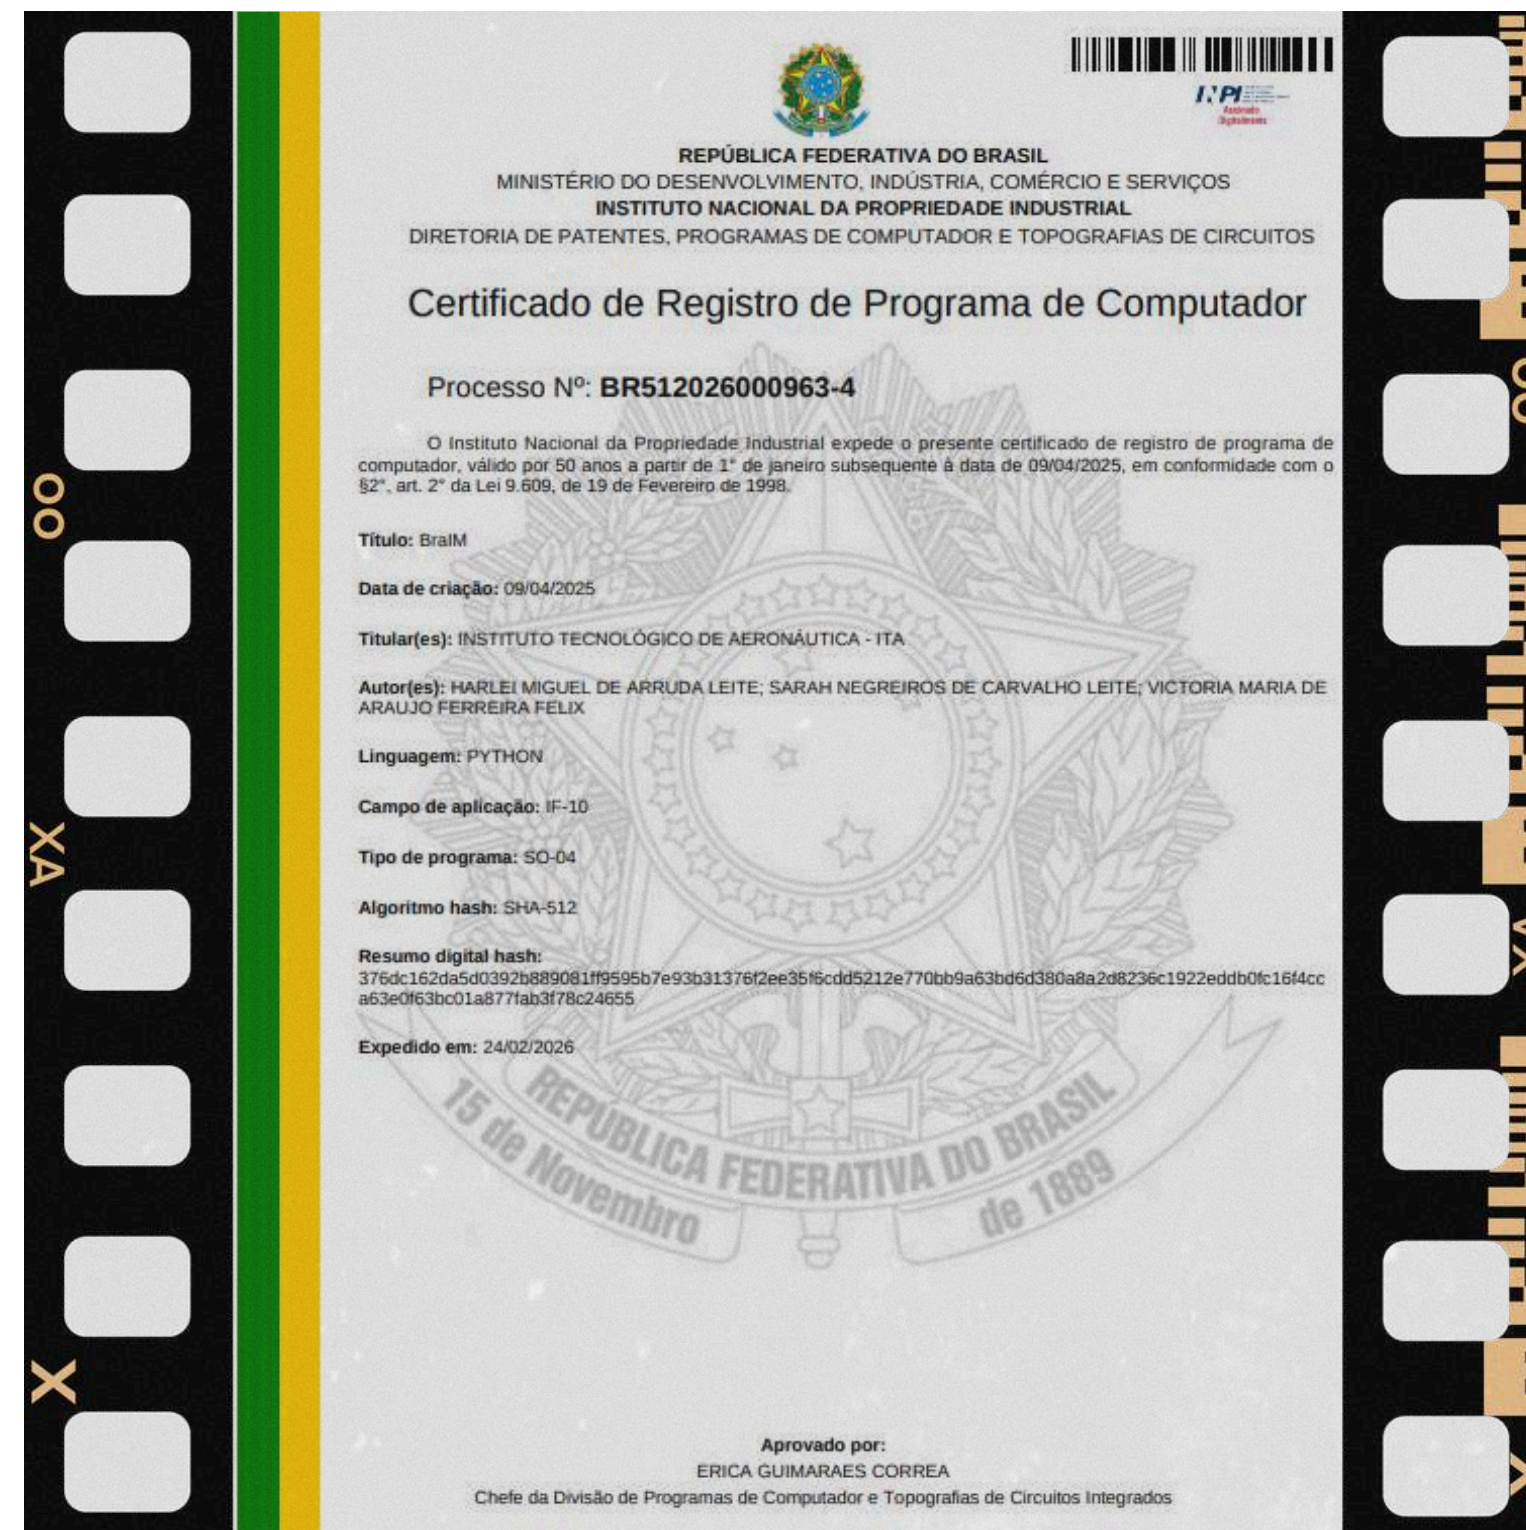 INPI
Assinado
Digitalmente
REPÚBLICA FEDERATIVA DO BRASIL
MINISTÉRIO DO DESENVOLVIMENTO, INDÚSTRIA, COMÉRCIO E SERVIÇOS
INSTITUTO NACIONAL DA PROPRIEDADE INDUSTRIAL
DIRETORIA DE PATENTES, PROGRAMAS DE COMPUTADOR E TOPOGRAFIAS DE CIRCUITOS
Certificado de Registro de Programa de Computador
Processo Nº: BR512026000963-4
O Instituto Nacional da Propriedade Industrial expede o presente certificado de registro de programa de
computador, válido por 50 anos a partir de 1° de janeiro subsequente à data de 09/04/2025, em conformidade com o
§2°, art. 2° da Lei 9.609, de 19 de Fevereiro de 1998.
Título: BraIM
Data de criação: 09/04/2025
Titular(es): INSTITUTO TECNOLÓGICO DE AERONÁUTICA - ITA
Autor(es): HARLEI MIGUEL DE ARRUDA LEITE; SARAH NEGREIROS DE CARVALHO LEITE; VICTORIA MARIA DE
ARAUJO FERREIRA FELIX
Linguagem: PYTHON
Campo de aplicação: IF-10
Tipo de programa: SO-04
Algoritmo hash: SHA-512
Resumo digital hash:
376dc162da5d0392b889081ff9595b7e93b31376f2ee35f6cdd5212e770bb9a63bd6d380a8a2d8236c1922eddb0fc16f4cc
a63e0f63bc01a877fab3f78c24655
Expedido em: 24/02/2026
REPÚBLICA FEDERATIVA DO BRASIL
15 de Novembro de 1889
Aprovado por:
ERICA GUIMARAES CORREA
Chefe da Divisão de Programas de Computador e Topografias de Circuitos Integrados
OO
XA
X